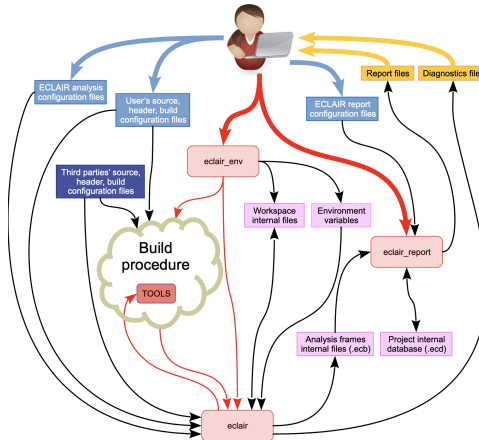 ECLAIR analysis
configuration files
User's source,
header, build
configuration files
ECLAIR report
configuration files
Report files
Diagnostics files
Third parties' source,
header, build
configuration files
eclair_env
Workspace
internal files
Environment
variables
eclair_report
Build
procedure
TOOLS
Analysis frames
internal files (.ecb)
Project internal
database (.ecd)
eclair